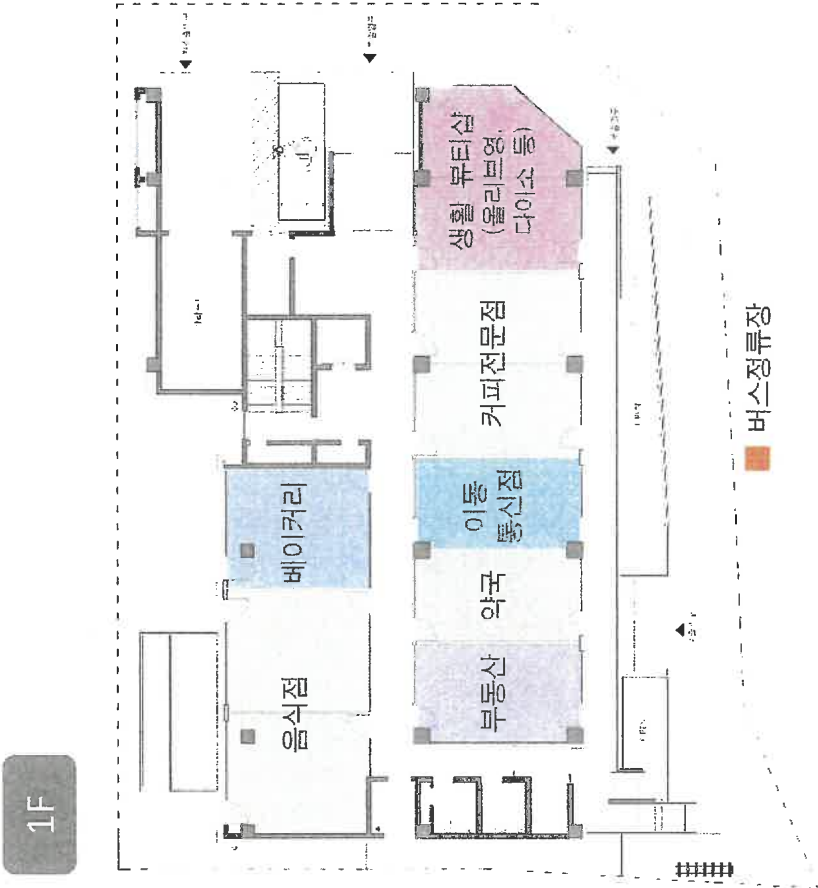 1F
음식점
베이커리
부동산
약국
이동
통신점
커피전문점
생활 뷰티샵
(올리브영,
다이소 등)
버스정류장